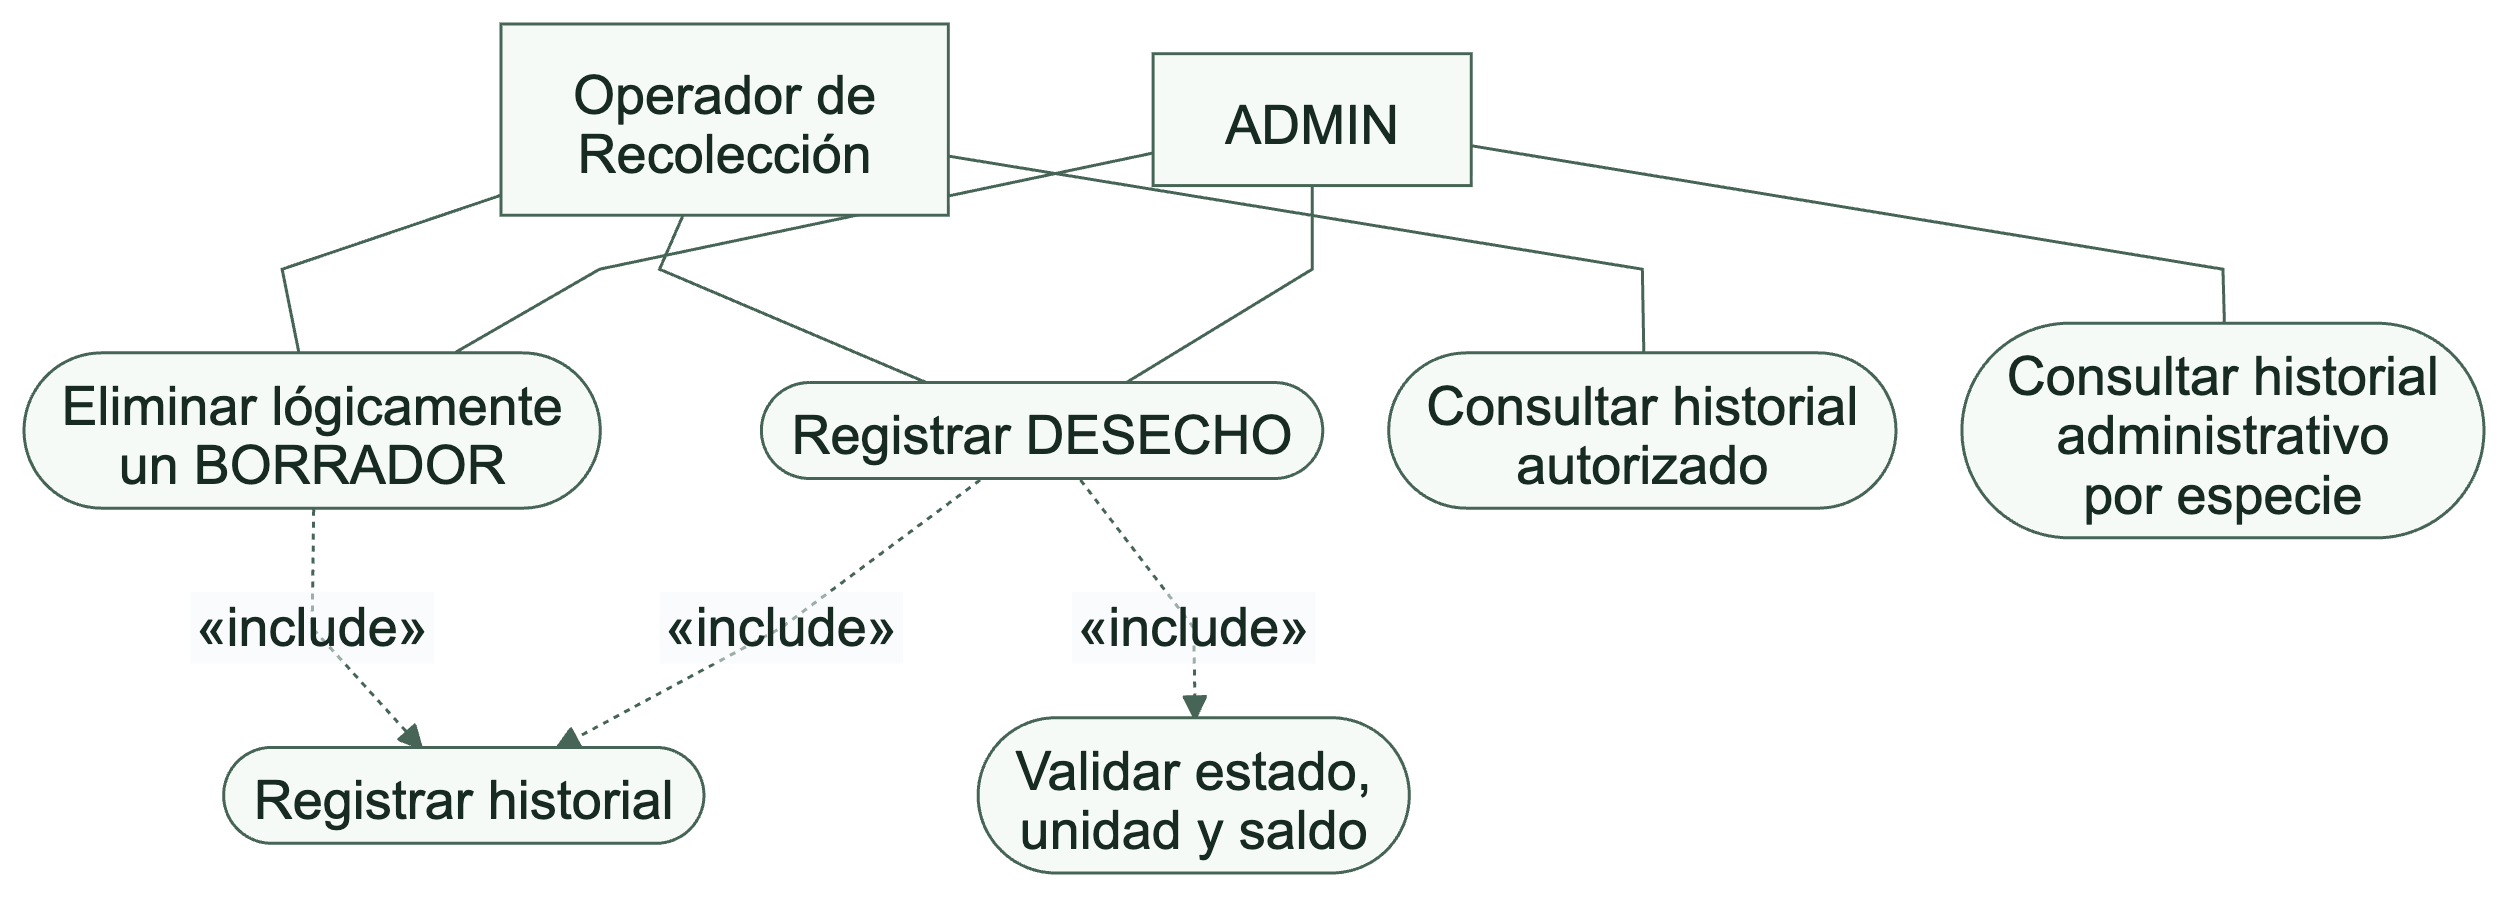 Operador de
Recolección
ADMIN
Eliminar lógicamente
un BORRADOR
Registrar DESECHO
Consultar historial
autorizado
Consultar historial
administrativo
por especie
«include»
«include»
«include»
Registrar historial
Validar estado,
unidad y saldo